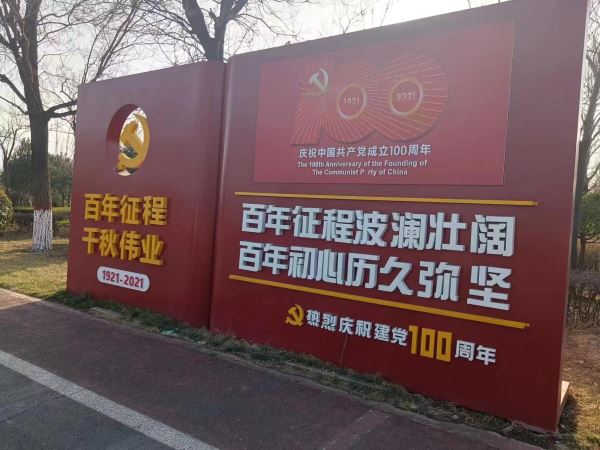 百年征程
千秋伟业
1921-2021
100
1921
2021
庆祝中国共产党成立100周年
The 100th Anniversary of the Founding of
The Communist P rty of China
百年征程波澜壮阔
百年初心历久弥坚
热烈庆祝建党100周年